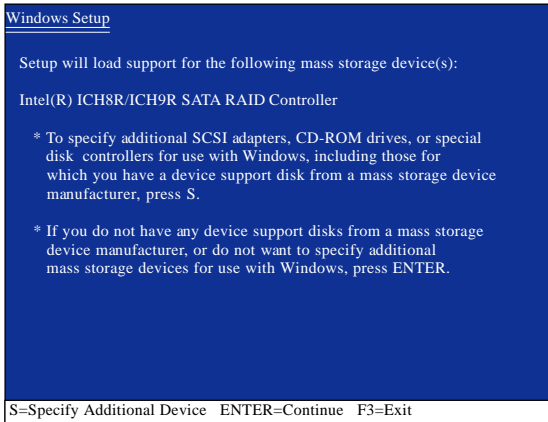 Windows Setup
Setup will load support for the following mass storage device(s):
Intel(R) ICH8R/ICH9R SATA RAID Controller
* To specify additional SCSI adapters, CD-ROM drives, or special
disk controllers for use with Windows, including those for
which you have a device support disk from a mass storage device
manufacturer, press S.
* If you do not have any device support disks from a mass storage
device manufacturer, or do not want to specify additional
mass storage devices for use with Windows, press ENTER.
S=Specify Additional Device ENTER=Continue F3=Exit